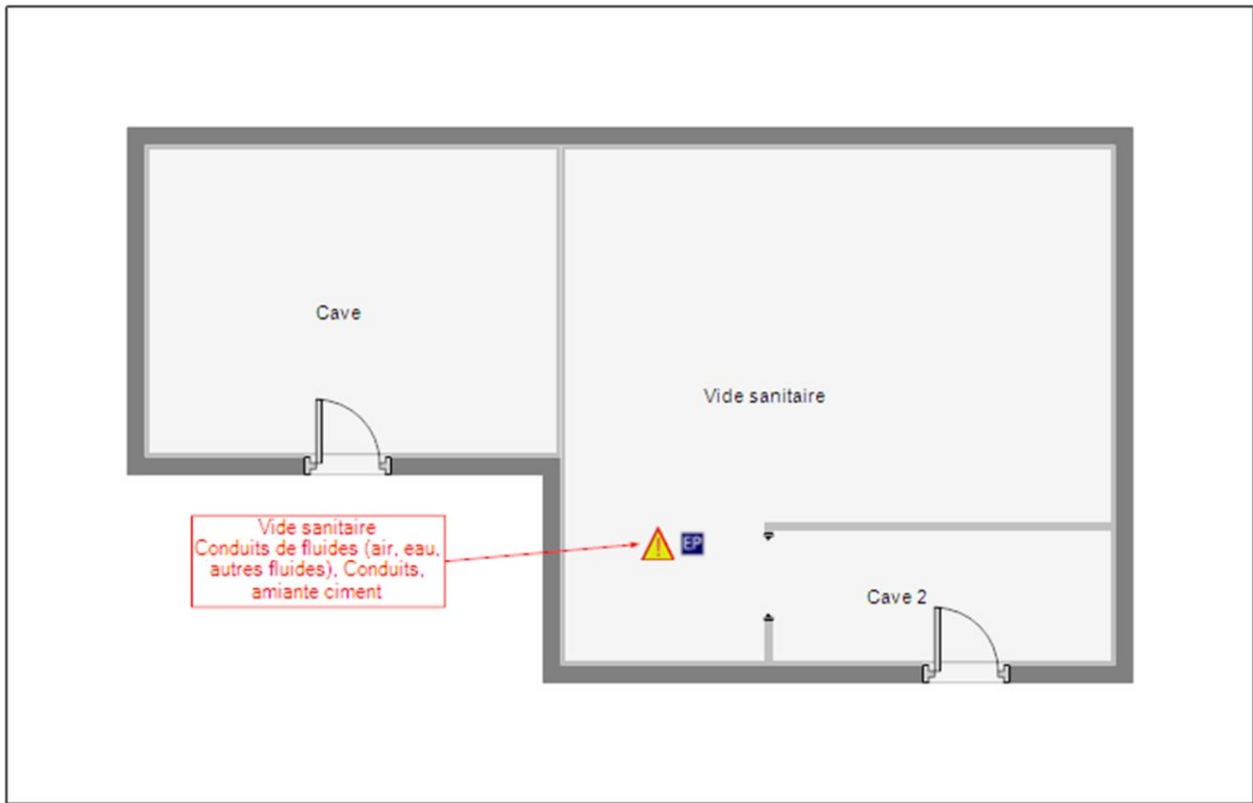 Cave
Vide sanitaire
Vide sanitaire
Conduits de fluides (air, eau,
autres fluides), Conduits,
amiante ciment
EP
Cave 2